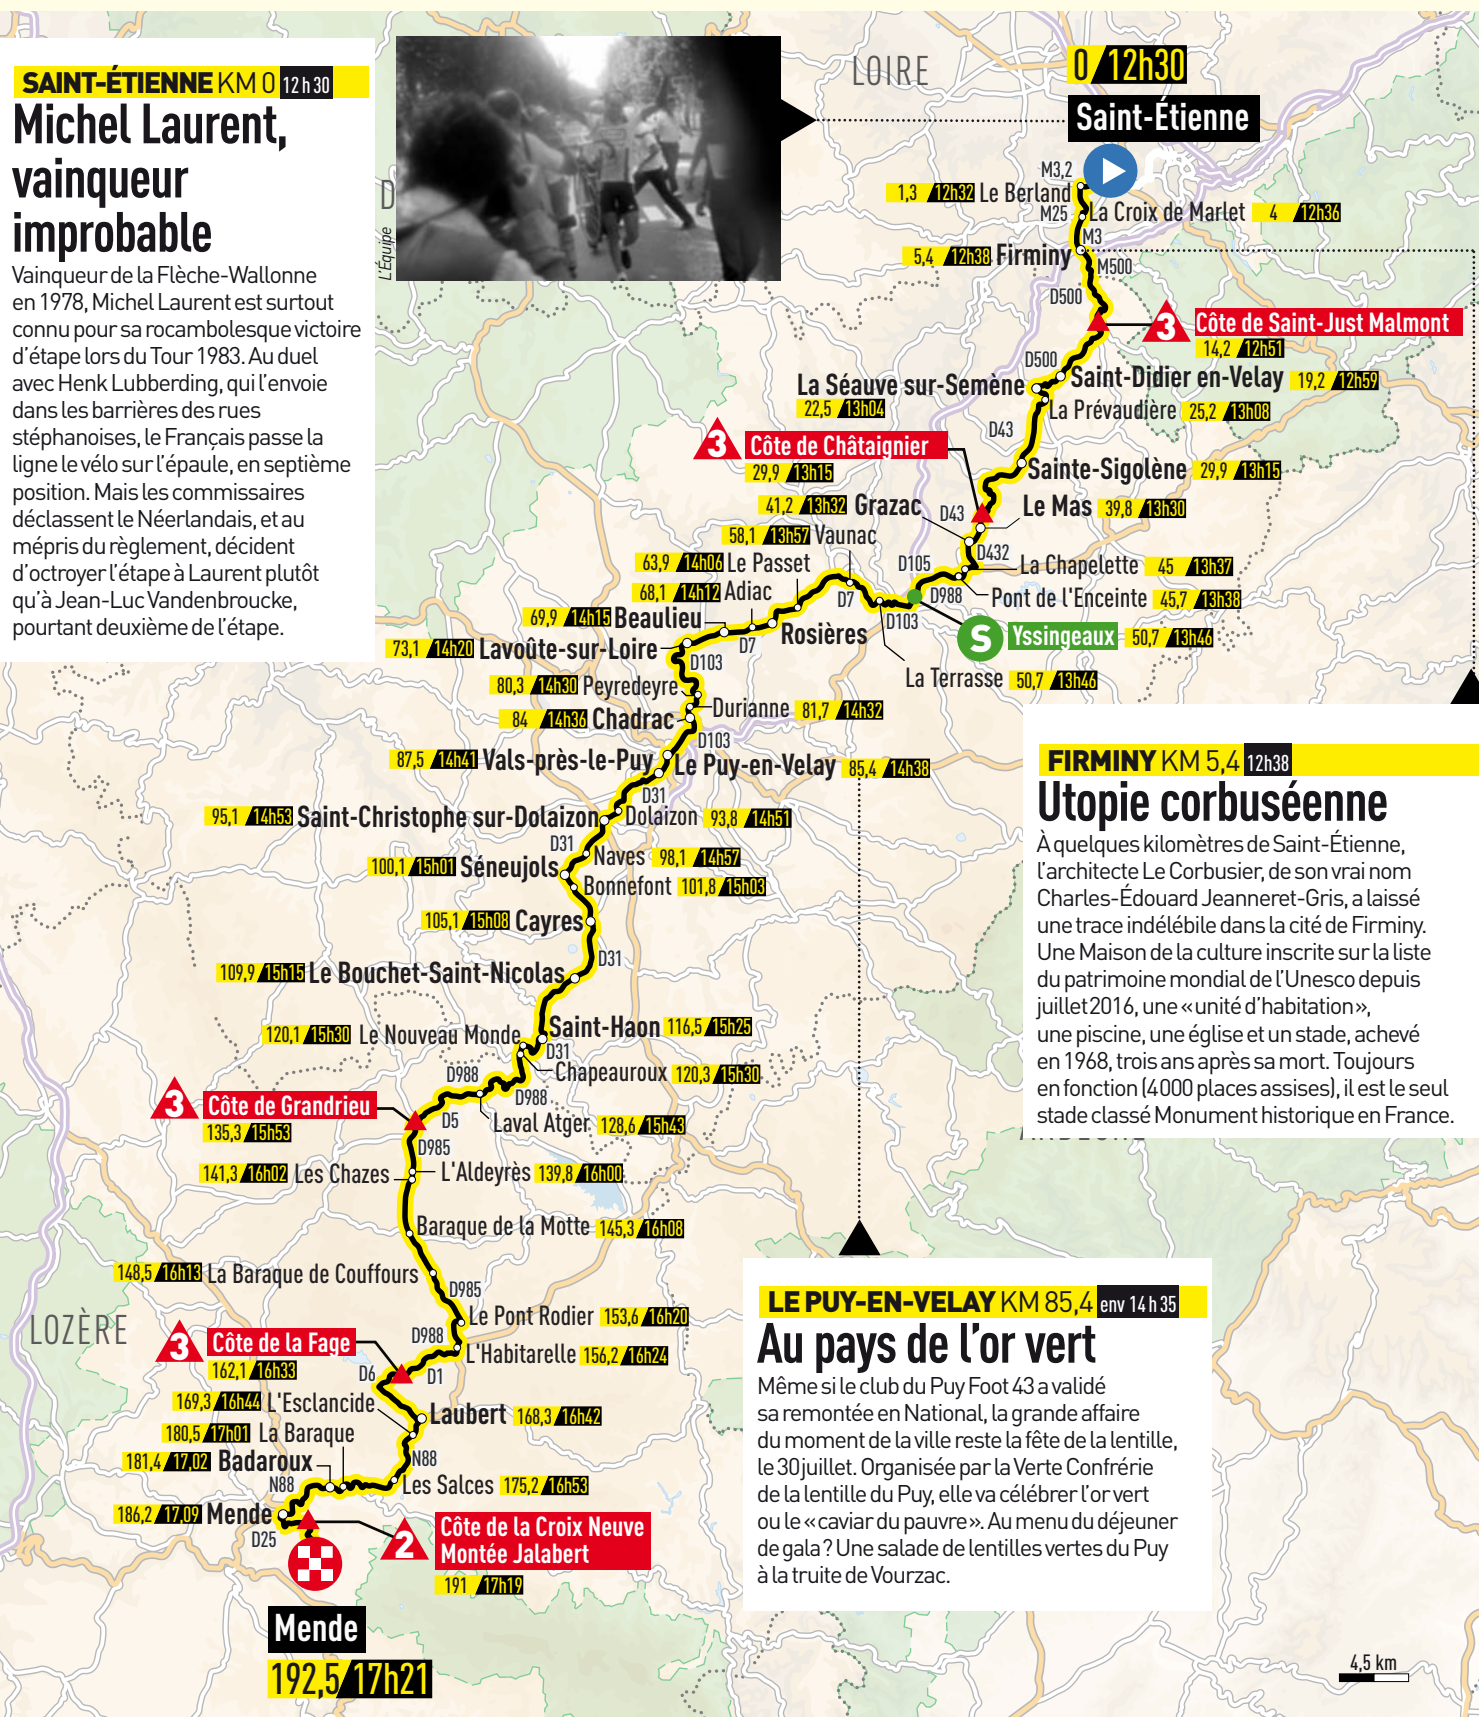 SAINT-ÉTIENNE KM 0 12 h 30
Michel Laurent,
vainqueur
improbable
Vainqueur de la Flèche-Wallonne
en 1978, Michel Laurent est surtout
connu pour sa rocambolesque victoire
d'étape lors du Tour 1983. Au duel
avec Henk Lubberding, qui l'envoie
dans les barrières des rues
stéphanoises, le Français passe la
ligne le vélo sur l'épaule, en septième
position. Mais les commissaires
déclassent le Néerlandais, et au
mépris du règlement, décident
d'octroyer l'étape à Laurent plutôt
qu'à Jean-Luc Vandenbroucke,
pourtant deuxième de l'étape.
L'Équipe
D
LOIRE
0 / 12h30
Saint-Étienne
M3,2
1,3 / 12h32 Le Berland
M25
La Croix de Marlet 4 / 12h36
M3
5,4 / 12h38 Firminy
M500
D500
3 Côte de Saint-Just Malmont
14,2 / 12h51
D500
Saint-Didier en-Velay 19,2 / 12h59
La Séauve sur-Semène
22,5 / 13h04
La Prévaudière 25,2 / 13h08
D43
3 Côte de Châtaignier
29,9 / 13h15
Sainte-Sigolène 29,9 / 13h15
41,2 / 13h32 Grazac
D43
Le Mas 39,8 / 13h30
58,1 / 13h57 Vaunac
D432
63,9 / 14h06 Le Passet
D105
La Chapelette 45 / 13h37
68,1 / 14h12 Adiac
D7
D988
Pont de l'Enceinte 45,7 / 13h38
69,9 / 14h15 Beaulieu
D103
Rosières
S Yssingeaux 50,7 / 13h46
73,1 / 14h20 Lavoûte-sur-Loire
D7
D103
La Terrasse 50,7 / 13h46
80,3 / 14h30 Peyredeyre
Durianne 81,7 / 14h32
84 / 14h36 Chadrac
D103
87,5 / 14h41 Vals-près-le-Puy
Le Puy-en-Velay 85,4 / 14h38
D31
95,1 / 14h53 Saint-Christophe sur-Dolaizon
Dolaizon 93,8 / 14h51
D31
Naves 98,1 / 14h57
100,1 / 15h01 Séneujols
Bonnefont 101,8 / 15h03
105,1 / 15h08 Cayres
D31
109,9 / 15h15 Le Bouchet-Saint-Nicolas
Saint-Haon 116,5 / 15h25
120,1 / 15h30 Le Nouveau Monde
D31
Chapeauroux 120,3 / 15h30
D988
D988
3 Côte de Grandrieu
135,3 / 15h53
D5
Laval Atger 128,6 / 15h43
D985
141,3 / 16h02 Les Chazes
L'Aldeyrès 139,8 / 16h00
Baraque de la Motte 145,3 / 16h08
148,5 / 16h13 La Baraque de Couffours
D985
LOZÈRE
Le Pont Rodier 153,6 / 16h20
3 Côte de la Fage
162,1 / 16h33
D988
L'Habitarelle 156,2 / 16h24
D6
D1
169,3 / 16h44 L'Esclancide
Laubert 168,3 / 16h42
180,5 / 17h01 La Baraque
181,4 / 17,02 Badaroux
N88
N88
Les Salces 175,2 / 16h53
186,2 / 17,09 Mende
D25
2 Côte de la Croix Neuve
Montée Jalabert
191 / 17h19
Mende
192,5 / 17h21
FIRMINY KM 5,4 12h38
Utopie corbuséenne
À quelques kilomètres de Saint-Étienne,
l'architecte Le Corbusier, de son vrai nom
Charles-Édouard Jeanneret-Gris, a laissé
une trace indélébile dans la cité de Firminy.
Une Maison de la culture inscrite sur la liste
du patrimoine mondial de l'Unesco depuis
juillet 2016, une «unité d'habitation»,
une piscine, une église et un stade, achevé
en 1968, trois ans après sa mort. Toujours
en fonction (4 000 places assises), il est le seul
stade classé Monument historique en France.
LE PUY-EN-VELAY KM 85,4 env 14 h 35
Au pays de l'or vert
Même si le club du Puy Foot 43 a validé
sa remontée en National, la grande affaire
du moment de la ville reste la fête de la lentille,
le 30 juillet. Organisée par la Verte Confrérie
de la lentille du Puy, elle va célébrer l'or vert
ou le «caviar du pauvre». Au menu du déjeuner
de gala ? Une salade de lentilles vertes du Puy
à la truite de Vourzac.
4,5 km